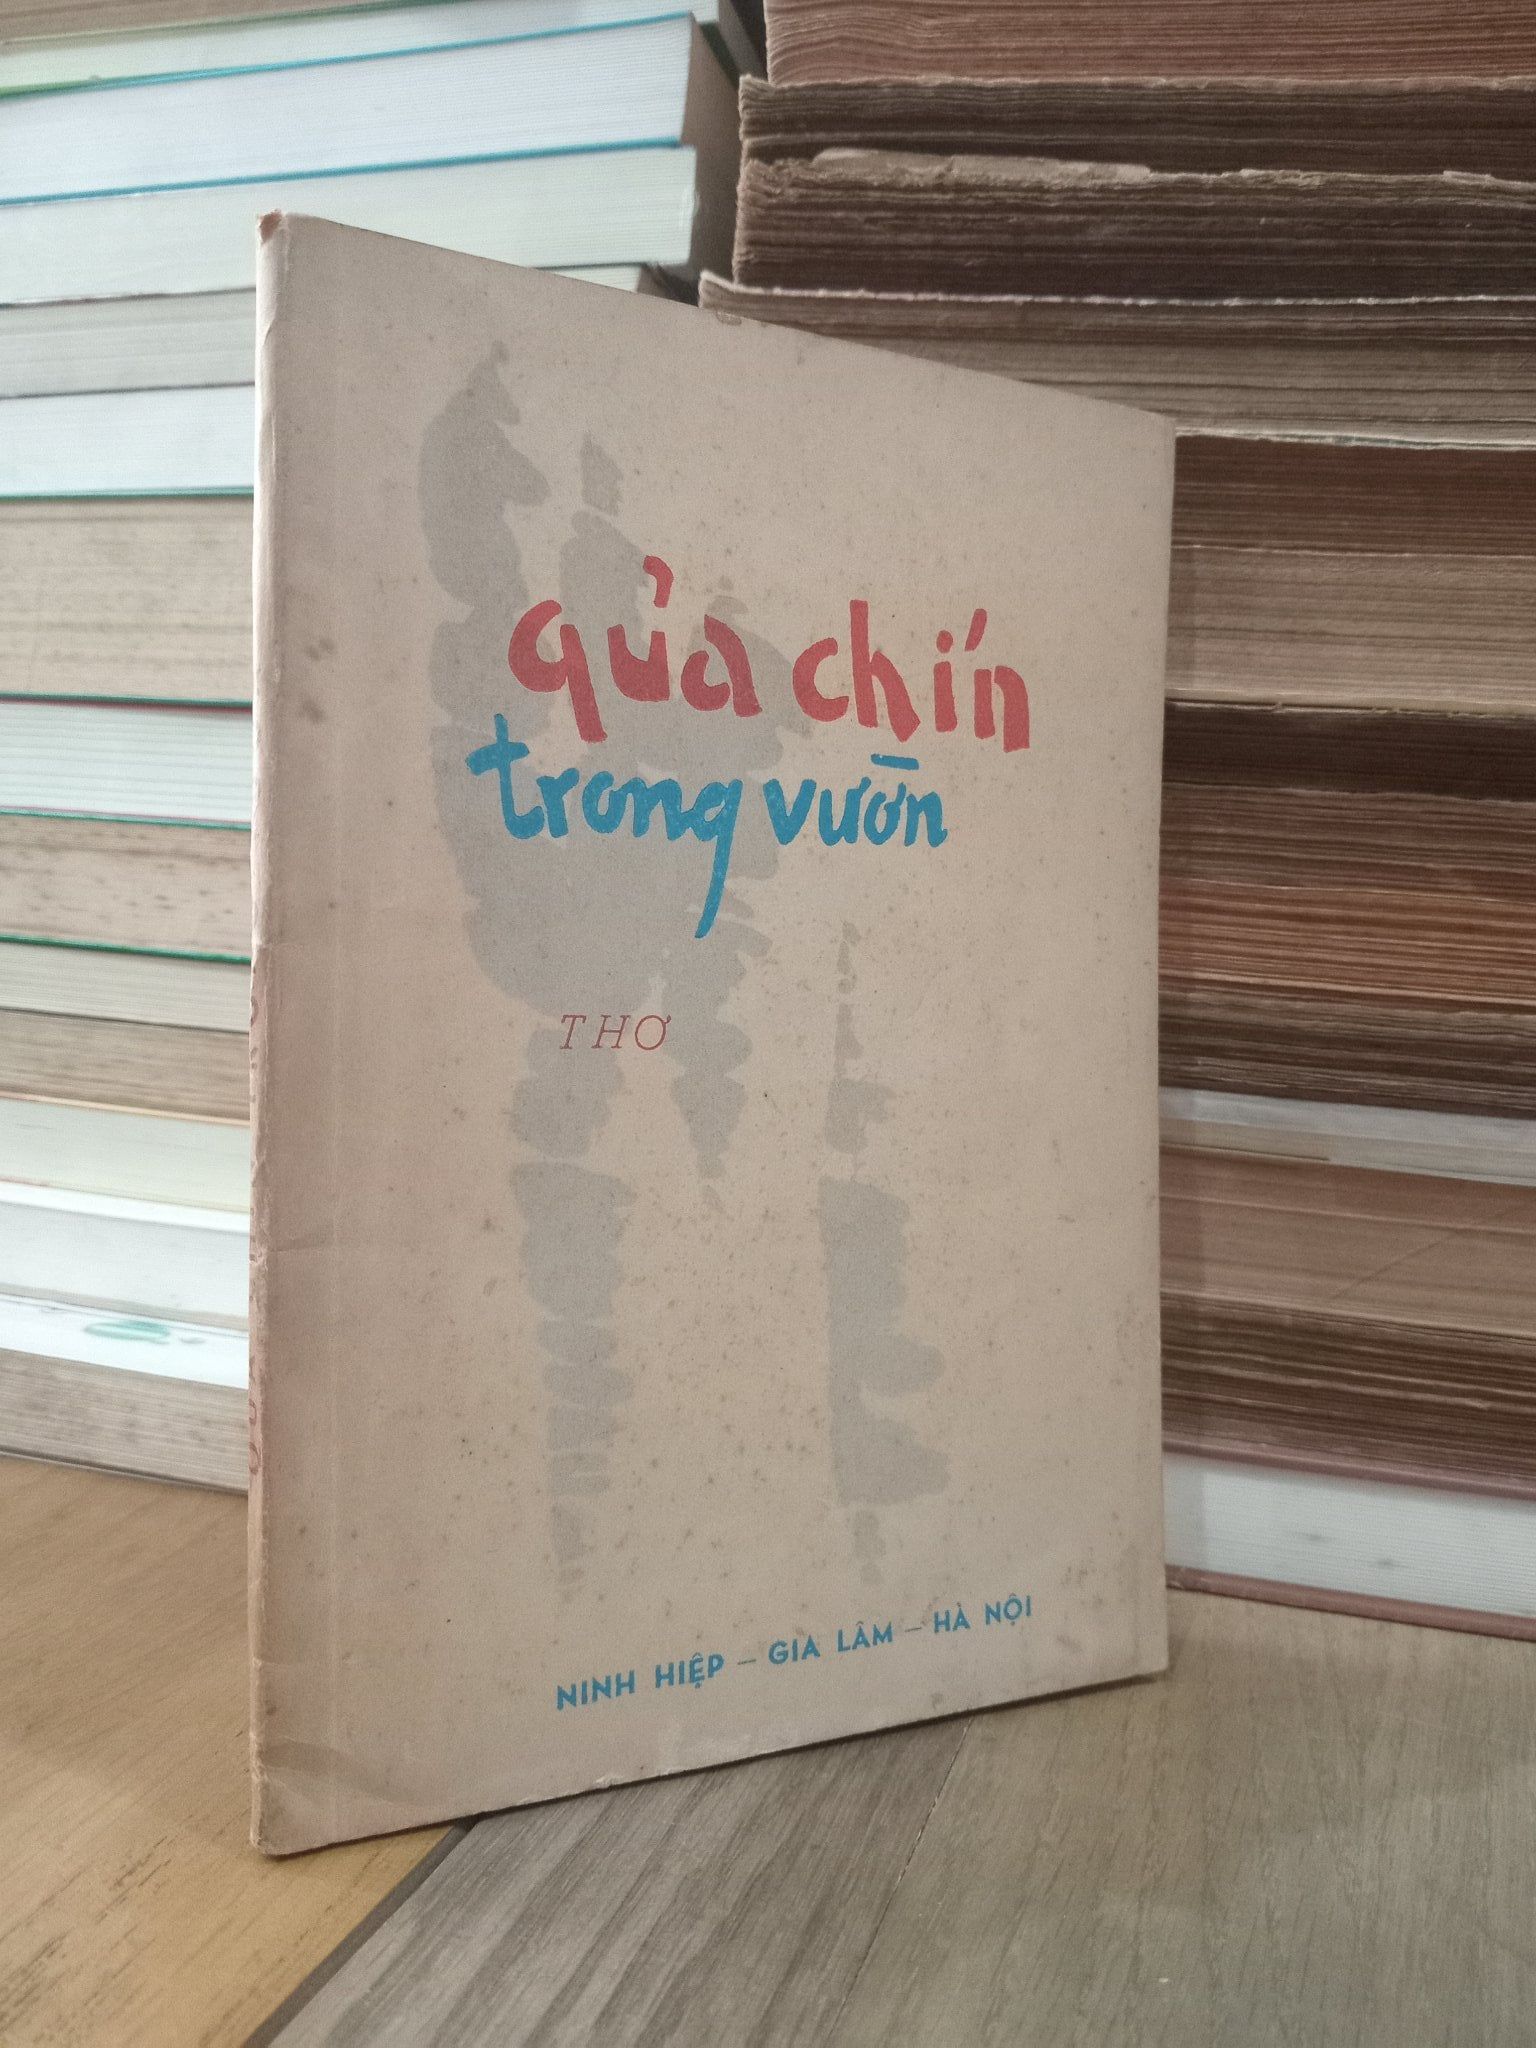 qủa chín
trong vườn
THƠ
NINH HIỆP — GIA LÂM — HÀ NỘI